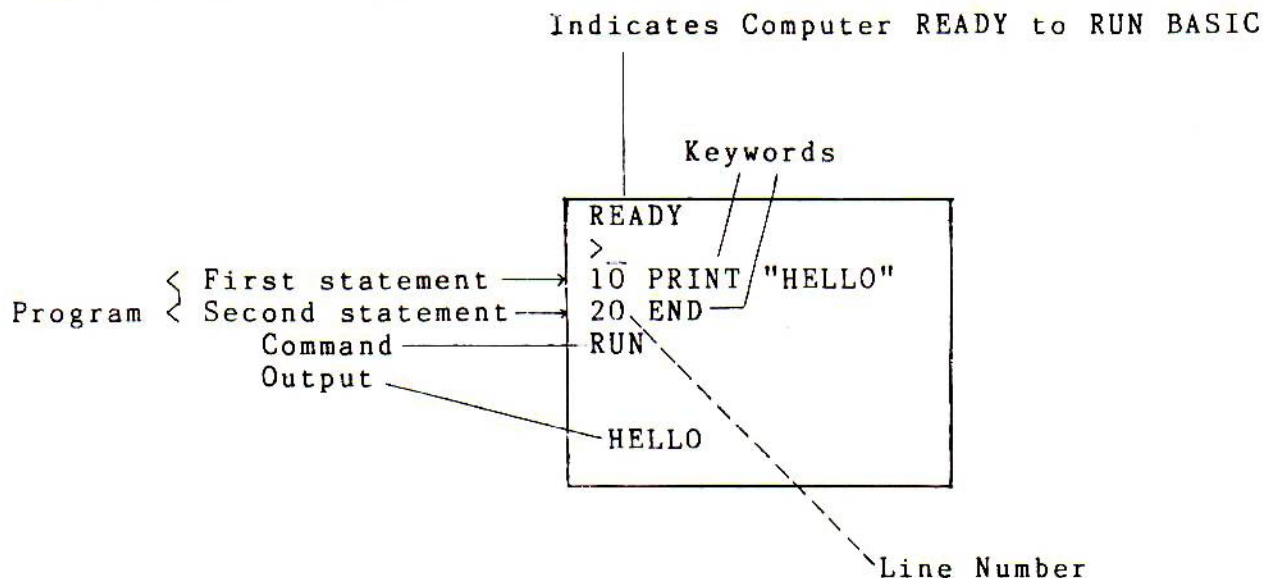 Indicates Computer READY to RUN BASIC
Keywords
READY
>_
First statement 10 PRINT "HELLO"
Program Second statement 20 END
Command RUN
Output
HELLO
Line Number